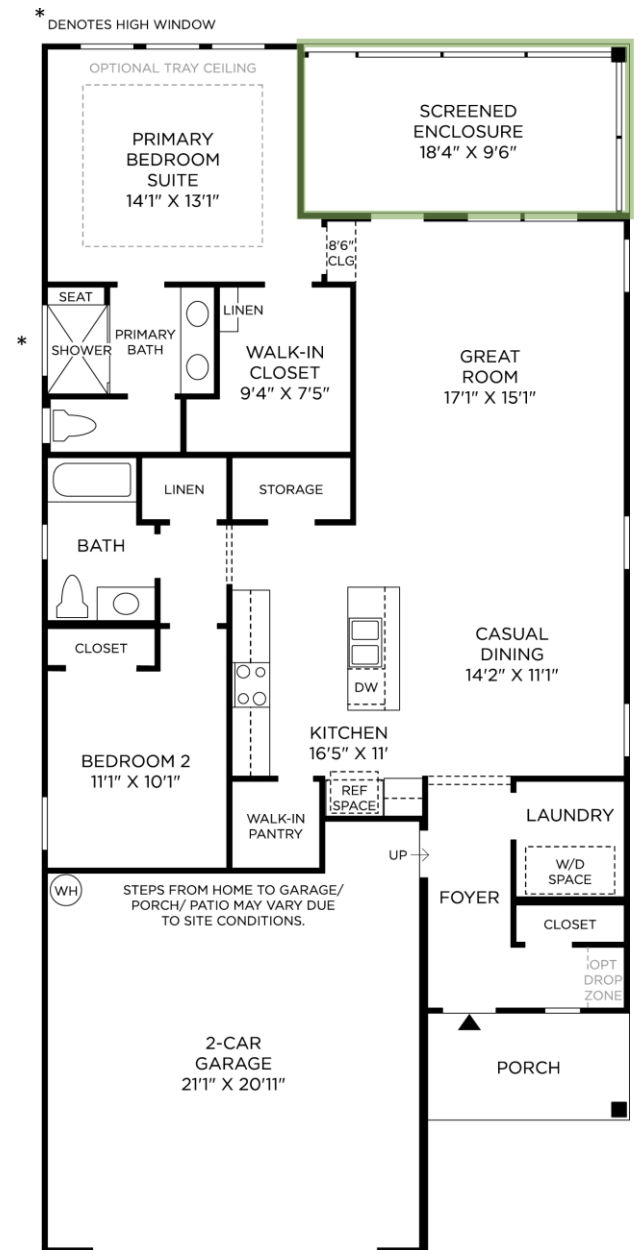 * DENOTES HIGH WINDOW
OPTIONAL TRAY CEILING
PRIMARY
BEDROOM
SUITE
14'1" X 13'1"
SCREENED
ENCLOSURE
18'4" X 9'6"
8'6"
CLG
SEAT
SHOWER
*
PRIMARY
BATH
LINEN
WALK-IN
CLOSET
9'4" X 7'5"
GREAT
ROOM
17'1" X 15'1"
LINEN
STORAGE
BATH
CLOSET
CASUAL
DINING
14'2" X 11'1"
DW
KITCHEN
16'5" X 11'
BEDROOM 2
11'1" X 10'1"
REF
SPACE
WALK-IN
PANTRY
LAUNDRY
W/D
SPACE
UP
FOYER
WH
STEPS FROM HOME TO GARAGE/
PORCH/ PATIO MAY VARY DUE
TO SITE CONDITIONS.
CLOSET
OPT
DROP
ZONE
2-CAR
GARAGE
21'1" X 20'11"
PORCH